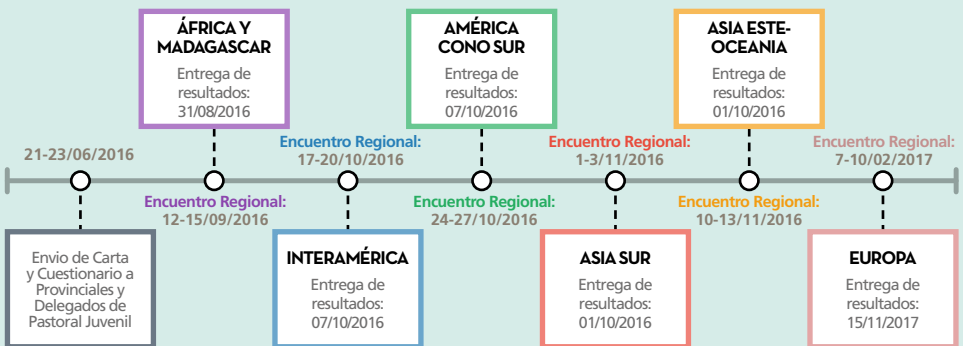 ÁFRICA Y
MADAGASCAR
Entrega de
resultados:
31/08/2016
AMÉRICA
CONO SUR
Entrega de
resultados:
07/10/2016
ASIA ESTE-
OCEANIA
Entrega de
resultados:
01/10/2016
21-23/06/2016
Encuentro Regional:
17-20/10/2016
Encuentro Regional:
1-3/11/2016
Encuentro Regional:
7-10/02/2017
Encuentro Regional:
12-15/09/2016
Encuentro Regional:
24-27/10/2016
Encuentro Regional:
10-13/11/2016
Envio de Carta
y Cuestionario a
Provinciales y
Delegados de
Pastoral Juvenil
INTERAMÉRICA
Entrega de
resultados:
07/10/2016
ASIA SUR
Entrega de
resultados:
01/10/2016
EUROPA
Entrega de
resultados:
15/11/2017